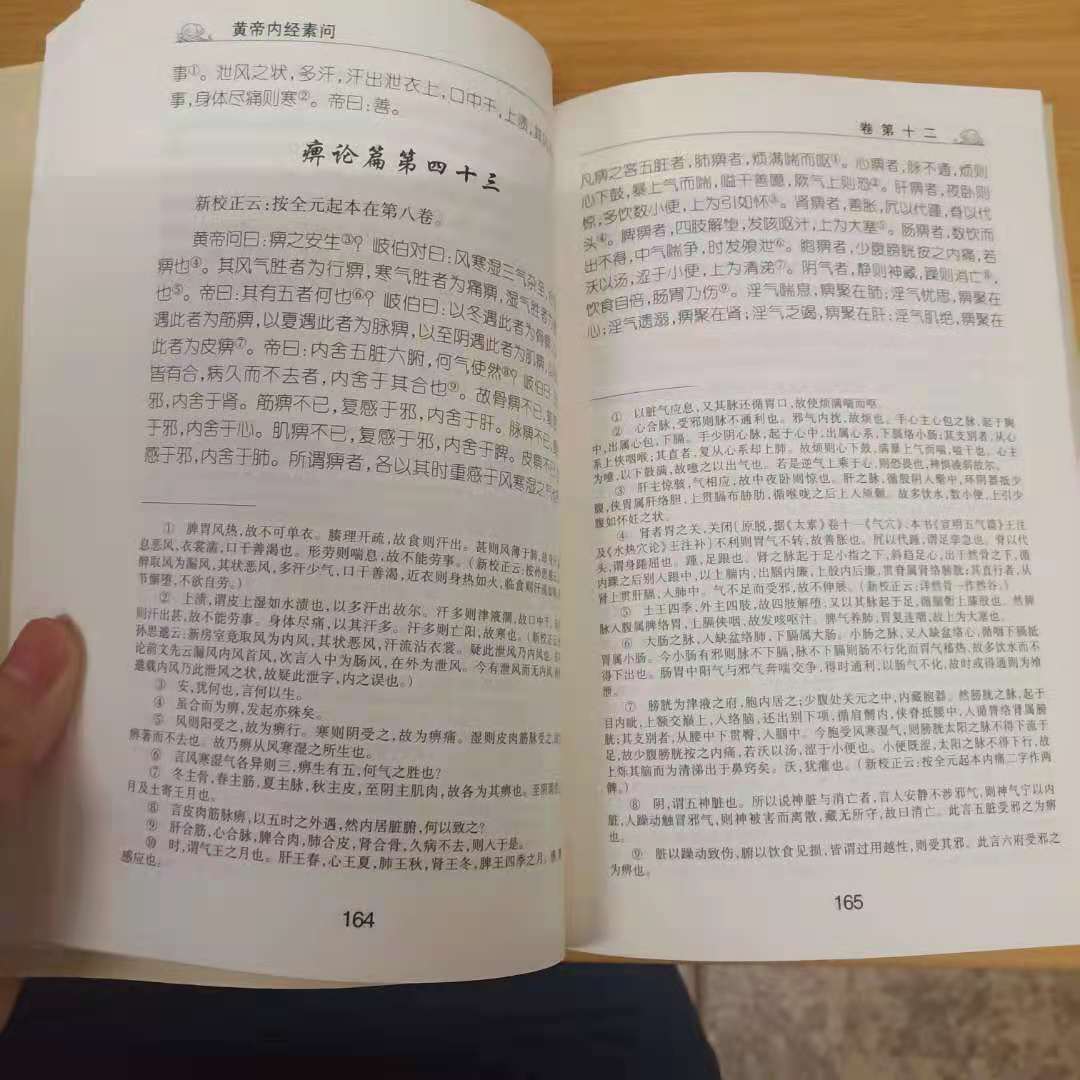 黄帝内经素问
事①。泄风之状，多汗，汗出泄衣上，口中干，上渍，其风
事，身体尽痛则寒②。帝曰：善。
痹论篇第四十三
新校正云：按全元起本在第八卷。
黄帝问曰：痹之安生③？岐伯对曰：风寒湿三气杂至，
痹也④。其风气胜者为行痹，寒气胜者为痛痹，湿气胜者为
也⑤。帝曰：其有五者何也⑥？岐伯曰：以冬遇此者为骨痹，
遇此者为筋痹，以夏遇此者为脉痹，以至阴遇此者为肌痹，
此者为皮痹⑦。帝曰：内舍五脏六腑，何气使然⑧？岐伯曰：
皆有合，病久而不去者，内舍于其合也⑨。故骨痹不已，复
邪，内舍于肾。筋痹不已，复感于邪，内舍于肝。脉痹不已，
邪，内舍于心。肌痹不已，复感于邪，内舍于脾。皮痹不已，
感于邪，内舍于肺。所谓痹者，各以其时重感于风寒湿之气也
① 脾胃风热，故不可单衣。腠理开疏，故食则汗出。甚则风薄于肺，故身汗
息恶风，衣裳濡，口干善渴也。形劳则喘息，故不能劳事。（新校正云：按孙思邈云
醉取风为漏风，其状恶风，多汗少气，口干善渴，近衣则身热如火，临食则汗流如
节懈堕，不欲自劳。）
② 上渍，谓皮上湿如水渍也，以多汗出故尔。汗多则津液涸，故口中干，
则汗出甚，故不能劳事。身体尽痛，以其汗多。汗多则亡阳，故寒也。（新校正云
孙思邈云：新房室竟取风为内风，其状恶风，汗流沾衣裳。疑此泄风乃内风也。
论前文先云漏风内风首风，次言入中为肠风，在外为泄风。今有泄风而无内风
邈载内风乃此泄风之状，故疑此泄字，内之误也。）
③ 安，犹何也，言何以生。
④ 虽合而为痹，发起亦殊矣。
⑤ 风则阳受之，故为痹行。寒则阴受之，故为痹痛。湿则皮肉筋脉受之，
痹著而不去也。故乃痹从风寒湿之所生也。
⑥ 言风寒湿气各异则三，痹生有五，何气之胜也？
⑦ 冬主骨，春主筋，夏主脉，秋主皮，至阴主肌肉，故各为其痹也。至阴
月及土寄王月也。
⑧ 言皮肉筋脉痹，以五时之外遇，然内居脏腑，何以致之？
⑨ 肝合筋，心合脉，脾合肉，肺合皮，肾合骨，久病不去，则入于是。
⑩ 时，谓气王之月也。肝王春，心王夏，肺王秋，肾王冬，脾王四季之月。
感应也。
164
卷第十二
凡痹之客五脏者，肺痹者，烦满喘而呕①。心痹者，脉不通，烦则
心下鼓，暴上气而喘，嗌干善噫，厥气上则恐②。肝痹者，夜卧则
惊，多饮数小便，上为引如怀③。肾痹者，善胀，尻以代踵，脊以代
头④。脾痹者，四肢解堕，发咳呕汁，上为大塞⑤。肠痹者，数饮而
出不得，中气喘争，时发飧泄⑥。胞痹者，少腹膀胱按之内痛，若
沃以汤，涩于小便，上为清涕⑦。阴气者，静则神藏，躁则消亡⑧，
饮食自倍，肠胃乃伤⑨。淫气喘息，痹聚在肺；淫气忧思，痹聚在
心；淫气遗溺，痹聚在肾；淫气乏竭，痹聚在肝；淫气肌绝，痹聚在
① 以脏气应息，又其脉还循胃口，故使烦满喘而呕。
② 心合脉，受邪则脉不通利也。邪气内扰，故烦也。手心主心包之脉，起于胸
中，出属心包，下膈。手少阴心脉，起于心中，出属心系，下膈络小肠；其支别者，从心
系上侠咽喉；其直者，复从心系却上肺。故烦则心下鼓，满暴上气而喘，嗌干也。心主
为噫，以下鼓满，故噫之以出气也。若是逆气上乘于心，则恐畏也，神惧凌弱故尔。
③ 肝主惊骇，气相应，故中夜卧则惊也。肝之脉，循股阴入髦中，环阴器抵少
腹，侠胃属肝络胆，上贯膈布胁肋，循喉咙之后上入颃颡。故多饮水，数小便，上引少
腹如怀妊之状。
④ 肾者胃之关，关闭〔原脱，据《太素》卷十一《气穴》、本书《宣明五气篇》王注
及《水热穴论》王注补〕不利则胃气不转，故善胀也。尻以代踵，谓足挛急也。脊以代
头，谓身踡屈也。踵，足跟也。肾之脉起于足小指之下，斜趋足心，出于然骨之下，循
内踝之后别入跟中，以上腨内，出腘内廉，上股内后廉，贯脊属肾络膀胱；其直行者，从
肾上贯肝膈，入肺中。气不足而受邪，故不伸展。（新校正云：详然骨一作然谷。）
⑤ 土王四季，外主四肢，故四肢解堕，又以其脉起于足，循腨胻上膝股也。然脾
脉入腹属脾络胃，上膈侠咽，故发咳呕汁。脾气养肺，胃复连咽，故上为大塞也。
⑥ 大肠之脉，入缺盆络肺，下膈属大肠。小肠之脉，又入缺盆络心，循咽下膈抵
胃属小肠。今小肠有邪则脉不下膈，脉不下膈则肠不行化而胃气穑热，故多饮水而不
得下出也。肠胃中阳气与邪气奔喘交争，得时通利，以肠气不化，故时或得通则为飧
泄。
⑦ 膀胱为津液之府，胞内居之；少腹处关元之中，内藏胞器。然膀胱之脉，起于
目内眦，上额交巅上，入络脑，还出别下项，循肩髆内，侠脊抵腰中，入循膂络肾属膀
胱；其支别者，从腰中下贯臀，入腘中。今胞受风寒湿气，则膀胱太阳之脉不得下流于
足，故少腹膀胱按之内痛，若沃以汤，涩于小便也。小便既涩，太阳之脉不得下行，故
上烁其脑而为清涕出于鼻窍矣。沃，犹灌也。（新校正云：按全元起本内痛二字作两
髀。）
⑧ 阴，谓五神脏也。所以说神脏与消亡者，言人安静不涉邪气，则神气宁以内
脏，人躁动触冒邪气，则神被害而离散，藏无所守，故曰消亡。此言五脏受邪之为痹
也。
⑨ 脏以躁动致伤，腑以饮食见损，皆谓过用越性，则受其邪。此言六府受邪之
为痹也。
165